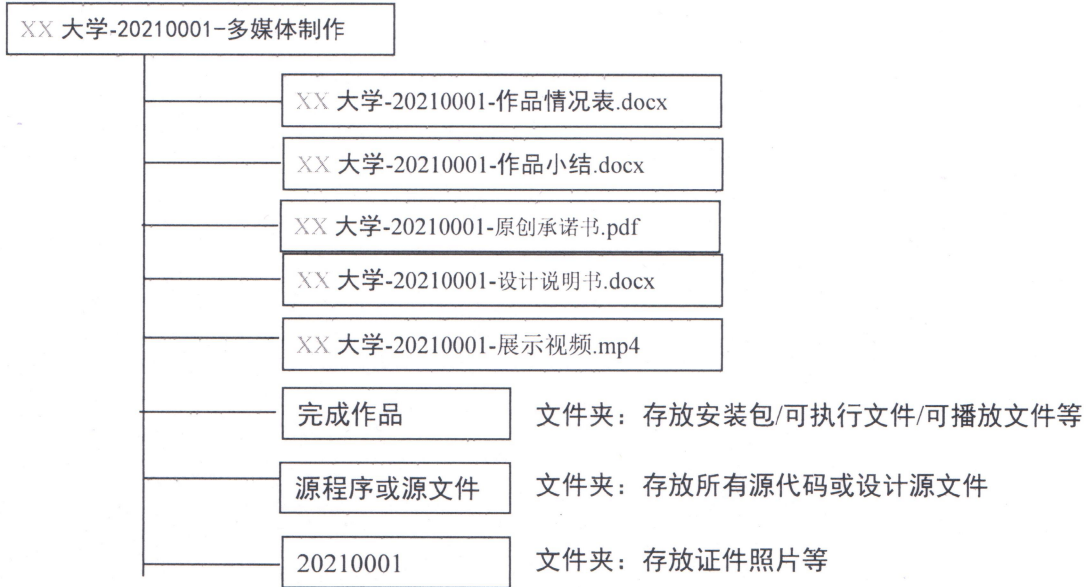 XX 大学-20210001-多媒体制作
XX 大学-20210001-作品情况表.docx
XX 大学-20210001-作品小结.docx
XX 大学-20210001-原创承诺书.pdf
XX 大学-20210001-设计说明书.docx
XX 大学-20210001-展示视频.mp4
完成作品 文件夹：存放安装包/可执行文件/可播放文件等
源程序或源文件 文件夹：存放所有源代码或设计源文件
20210001 文件夹：存放证件照片等